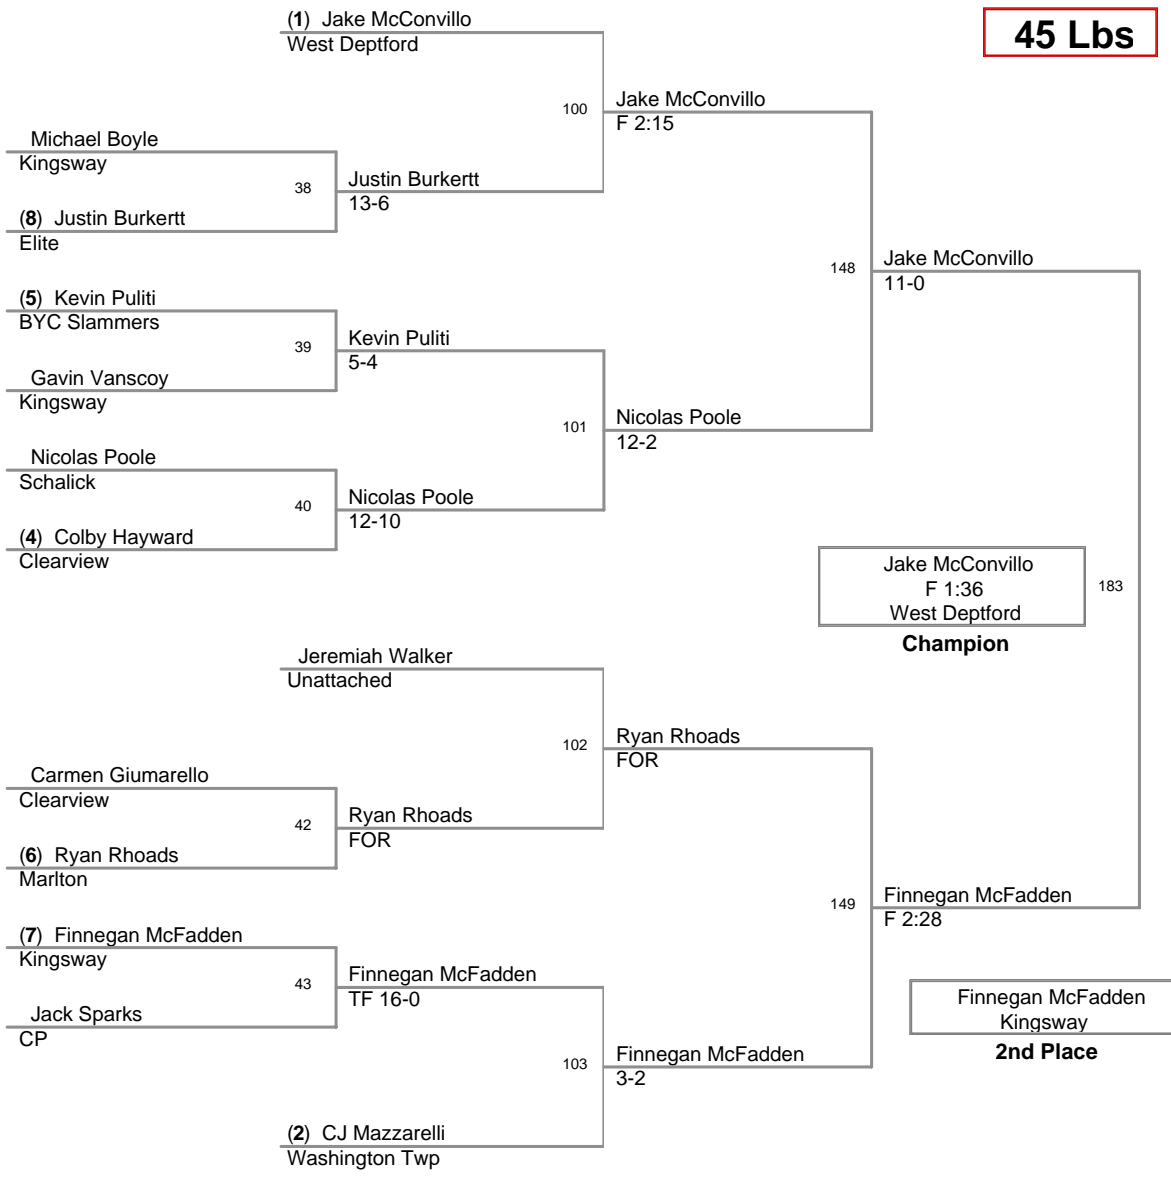 45 Lbs
(1) Jake McConvillo
West Deptford
100
Jake McConvillo
F 2:15
Michael Boyle
Kingsway
38
Justin Burkertt
13-6
(8) Justin Burkertt
Elite
148
Jake McConvillo
11-0
(5) Kevin Puliti
BYC Slammers
39
Kevin Puliti
5-4
Gavin Vanscoy
Kingsway
101
Nicolas Poole
12-2
Nicolas Poole
Schalick
40
Nicolas Poole
12-10
(4) Colby Hayward
Clearview
Jake McConvillo
F 1:36
West Deptford
Champion
183
Jeremiah Walker
Unattached
102
Ryan Rhoads
FOR
Carmen Giumarello
Clearview
42
Ryan Rhoads
FOR
(6) Ryan Rhoads
Marlton
149
Finnegan McFadden
F 2:28
(7) Finnegan McFadden
Kingsway
43
Finnegan McFadden
TF 16-0
Jack Sparks
CP
Finnegan McFadden
Kingsway
2nd Place
103
Finnegan McFadden
3-2
(2) CJ Mazzarelli
Washington Twp